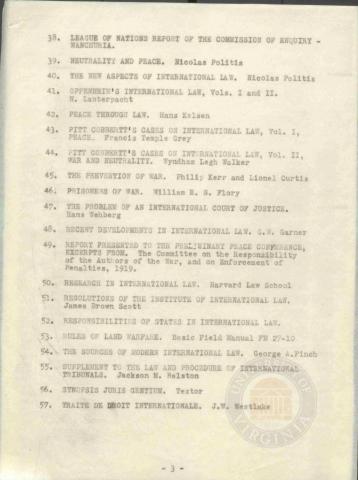 38. LEAGUE OF NATIONS REPORT OF THE COMMISSION OF ENQUIRY -
MANCHURIA.
39. NEUTRALITY AND PEACE. Nicolas Politis
40. THE NEW ASPECTS OF INTERNATIONAL LAW. Nicolas Politis
41. OPPENHEIM'S INTERNATIONAL LAW, Vols. I and II.
H. Lauterpacht
42. PEACE THROUGH LAW. Hans Kelsen
43. PITT COBBERTT'S CASES ON INTERNATIONAL LAW, Vol. I,
PEACE. Francis Temple Grey
44. PITT COBBERTT'S CASES ON INTERNATIONAL LAW, Vol. II,
WAR AND NEUTRALITY. Wyndham Legh Walker
45. THE PREVENTION OF WAR. Philip Kerr and Lionel Curtis
46. PRISONERS OF WAR. William E. S. Flory
47. THE PROBLEM OF AN INTERNATIONAL COURT OF JUSTICE.
Hans Wehberg
48. RECENT DEVELOPMENTS IN INTERNATIONAL LAW. G.W. Garner
49. REPORT PRESENTED TO THE PRELIMINARY PEACE CONFERENCE,
EXCERPTS FROM. The Committee on the Responsibility
of the Authors of the War, and on Enforcement of
Penalties, 1919.
50. RESEARCH IN INTERNATIONAL LAW. Harvard Law School
51. RESOLUTIONS OF THE INSTITUTE OF INTERNATIONAL LAW.
James Brown Scott
52. RESPONSIBILITIES OF STATES IN INTERNATIONAL LAW.
53. RULES OF LAND WARFARE. Basic Field Manual FM 27-10
54. THE SOURCES OF MODERN INTERNATIONAL LAW. George A.Finch
55. SUPPLEMENT TO THE LAW AND PROCEDURE OF INTERNATIONAL
TRIBUNALS. Jackson H. Ralston
56. SYNOPSIS JURIS GENTIUM. Textor
57. TRAITE DE DROIT INTERNATIONALE. J.W. Westlake
- 3 -
UNIVERSITY OF VIRGINIA